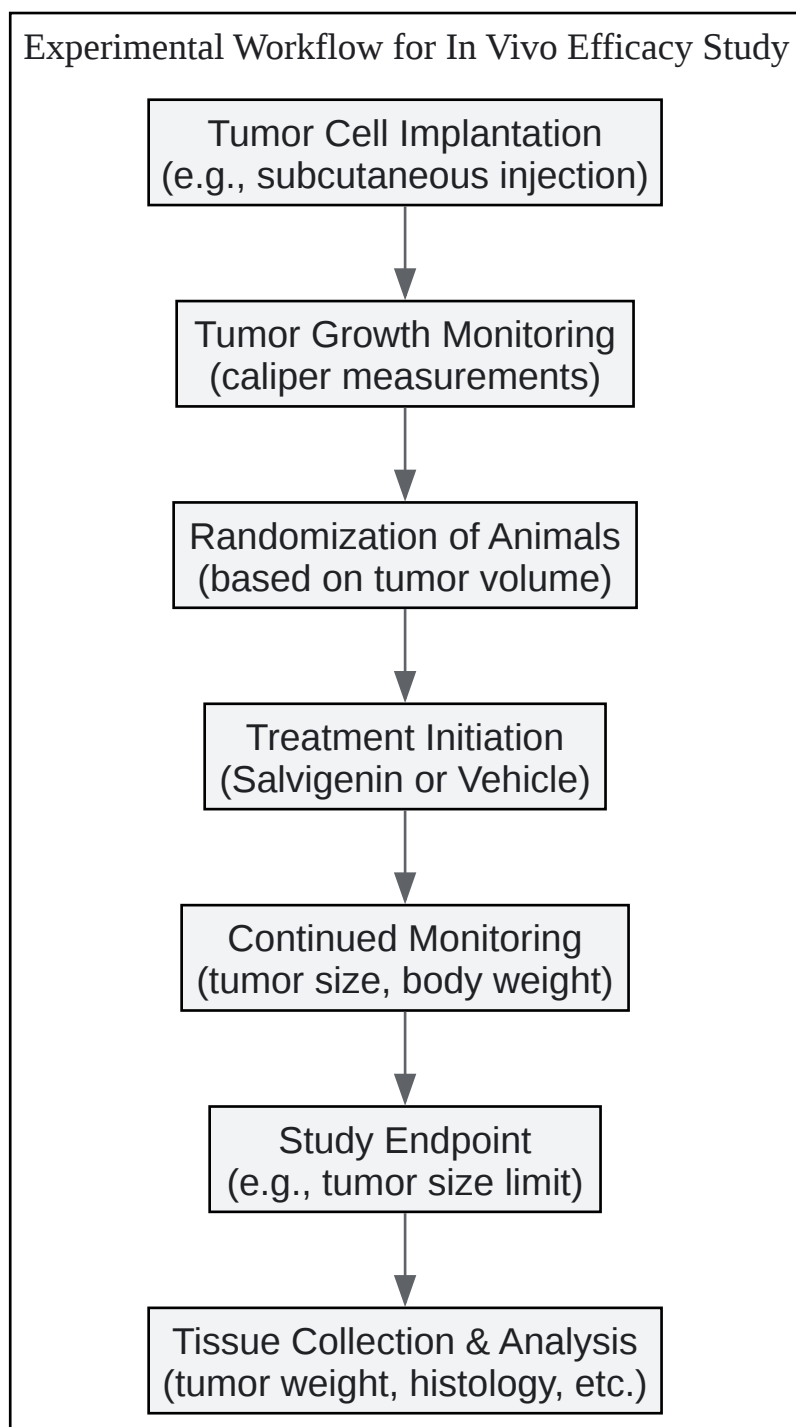 Experimental Workflow for In Vivo Efficacy Study
Tumor Cell Implantation
(e.g., subcutaneous injection)
Tumor Growth Monitoring
(caliper measurements)
Randomization of Animals
(based on tumor volume)
Treatment Initiation
(Salvigenin or Vehicle)
Continued Monitoring
(tumor size, body weight)
Study Endpoint
(e.g., tumor size limit)
Tissue Collection & Analysis
(tumor weight, histology, etc.)